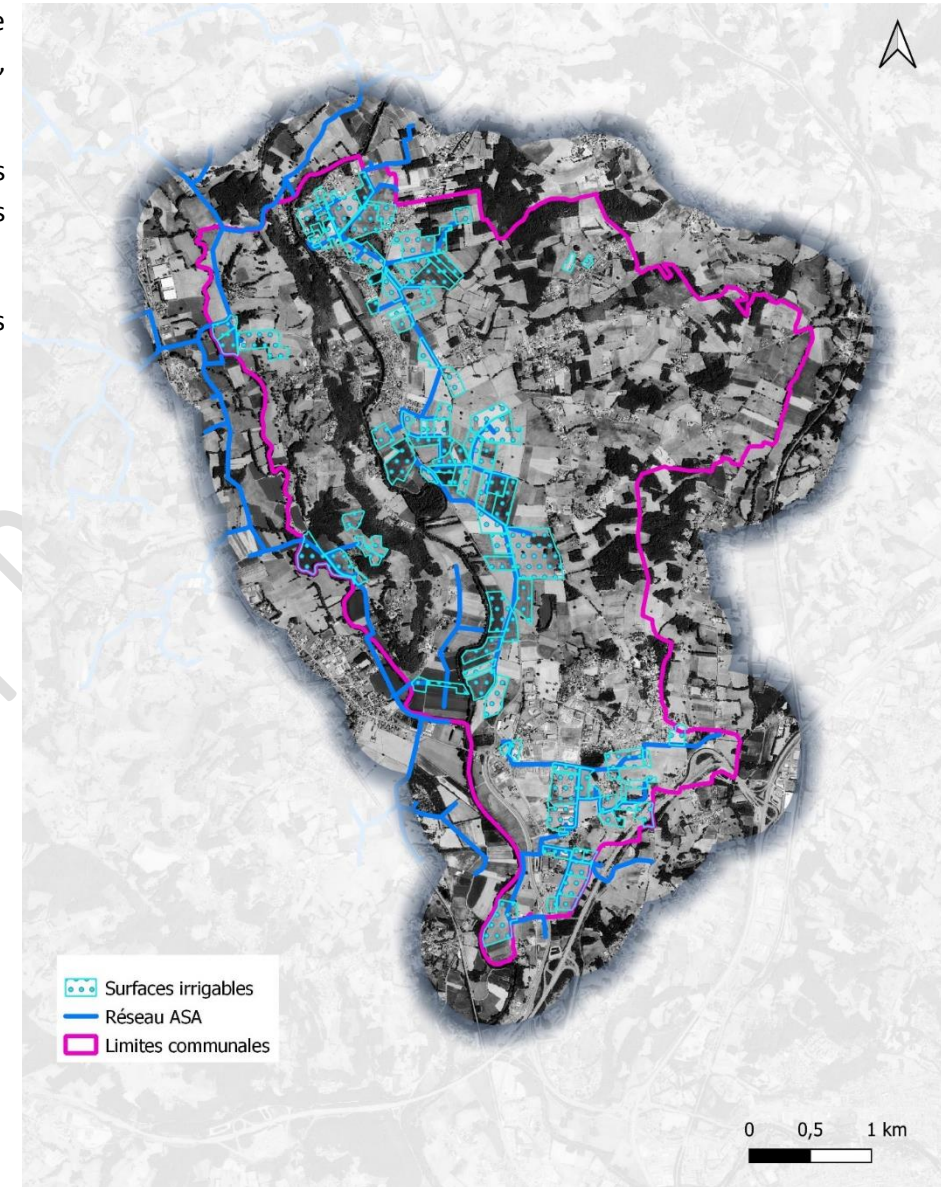 e
,
s
s
s
Surfaces irrigables
Réseau ASA
Limites communales
0 0,5 1 km